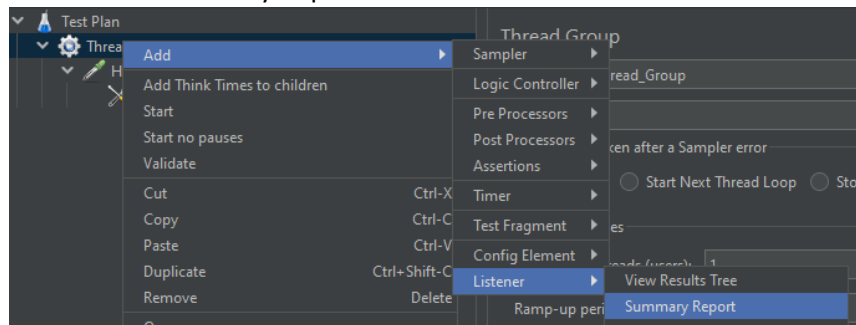 Test Plan
Threa
H
Add
Add Think Times to children
Start
Start no pauses
Validate
Cut Ctrl-X
Copy Ctrl-C
Paste Ctrl-V
Duplicate Ctrl+Shift-C
Remove Delete
Sampler
Logic Controller
Pre Processors
Post Processors
Assertions
Timer
Test Fragment
Config Element
Listener
View Results Tree
Summary Report
Thread Group
read_Group
ken after a Sampler error
Start Next Thread Loop Sto
es
1
Ramp-up peri